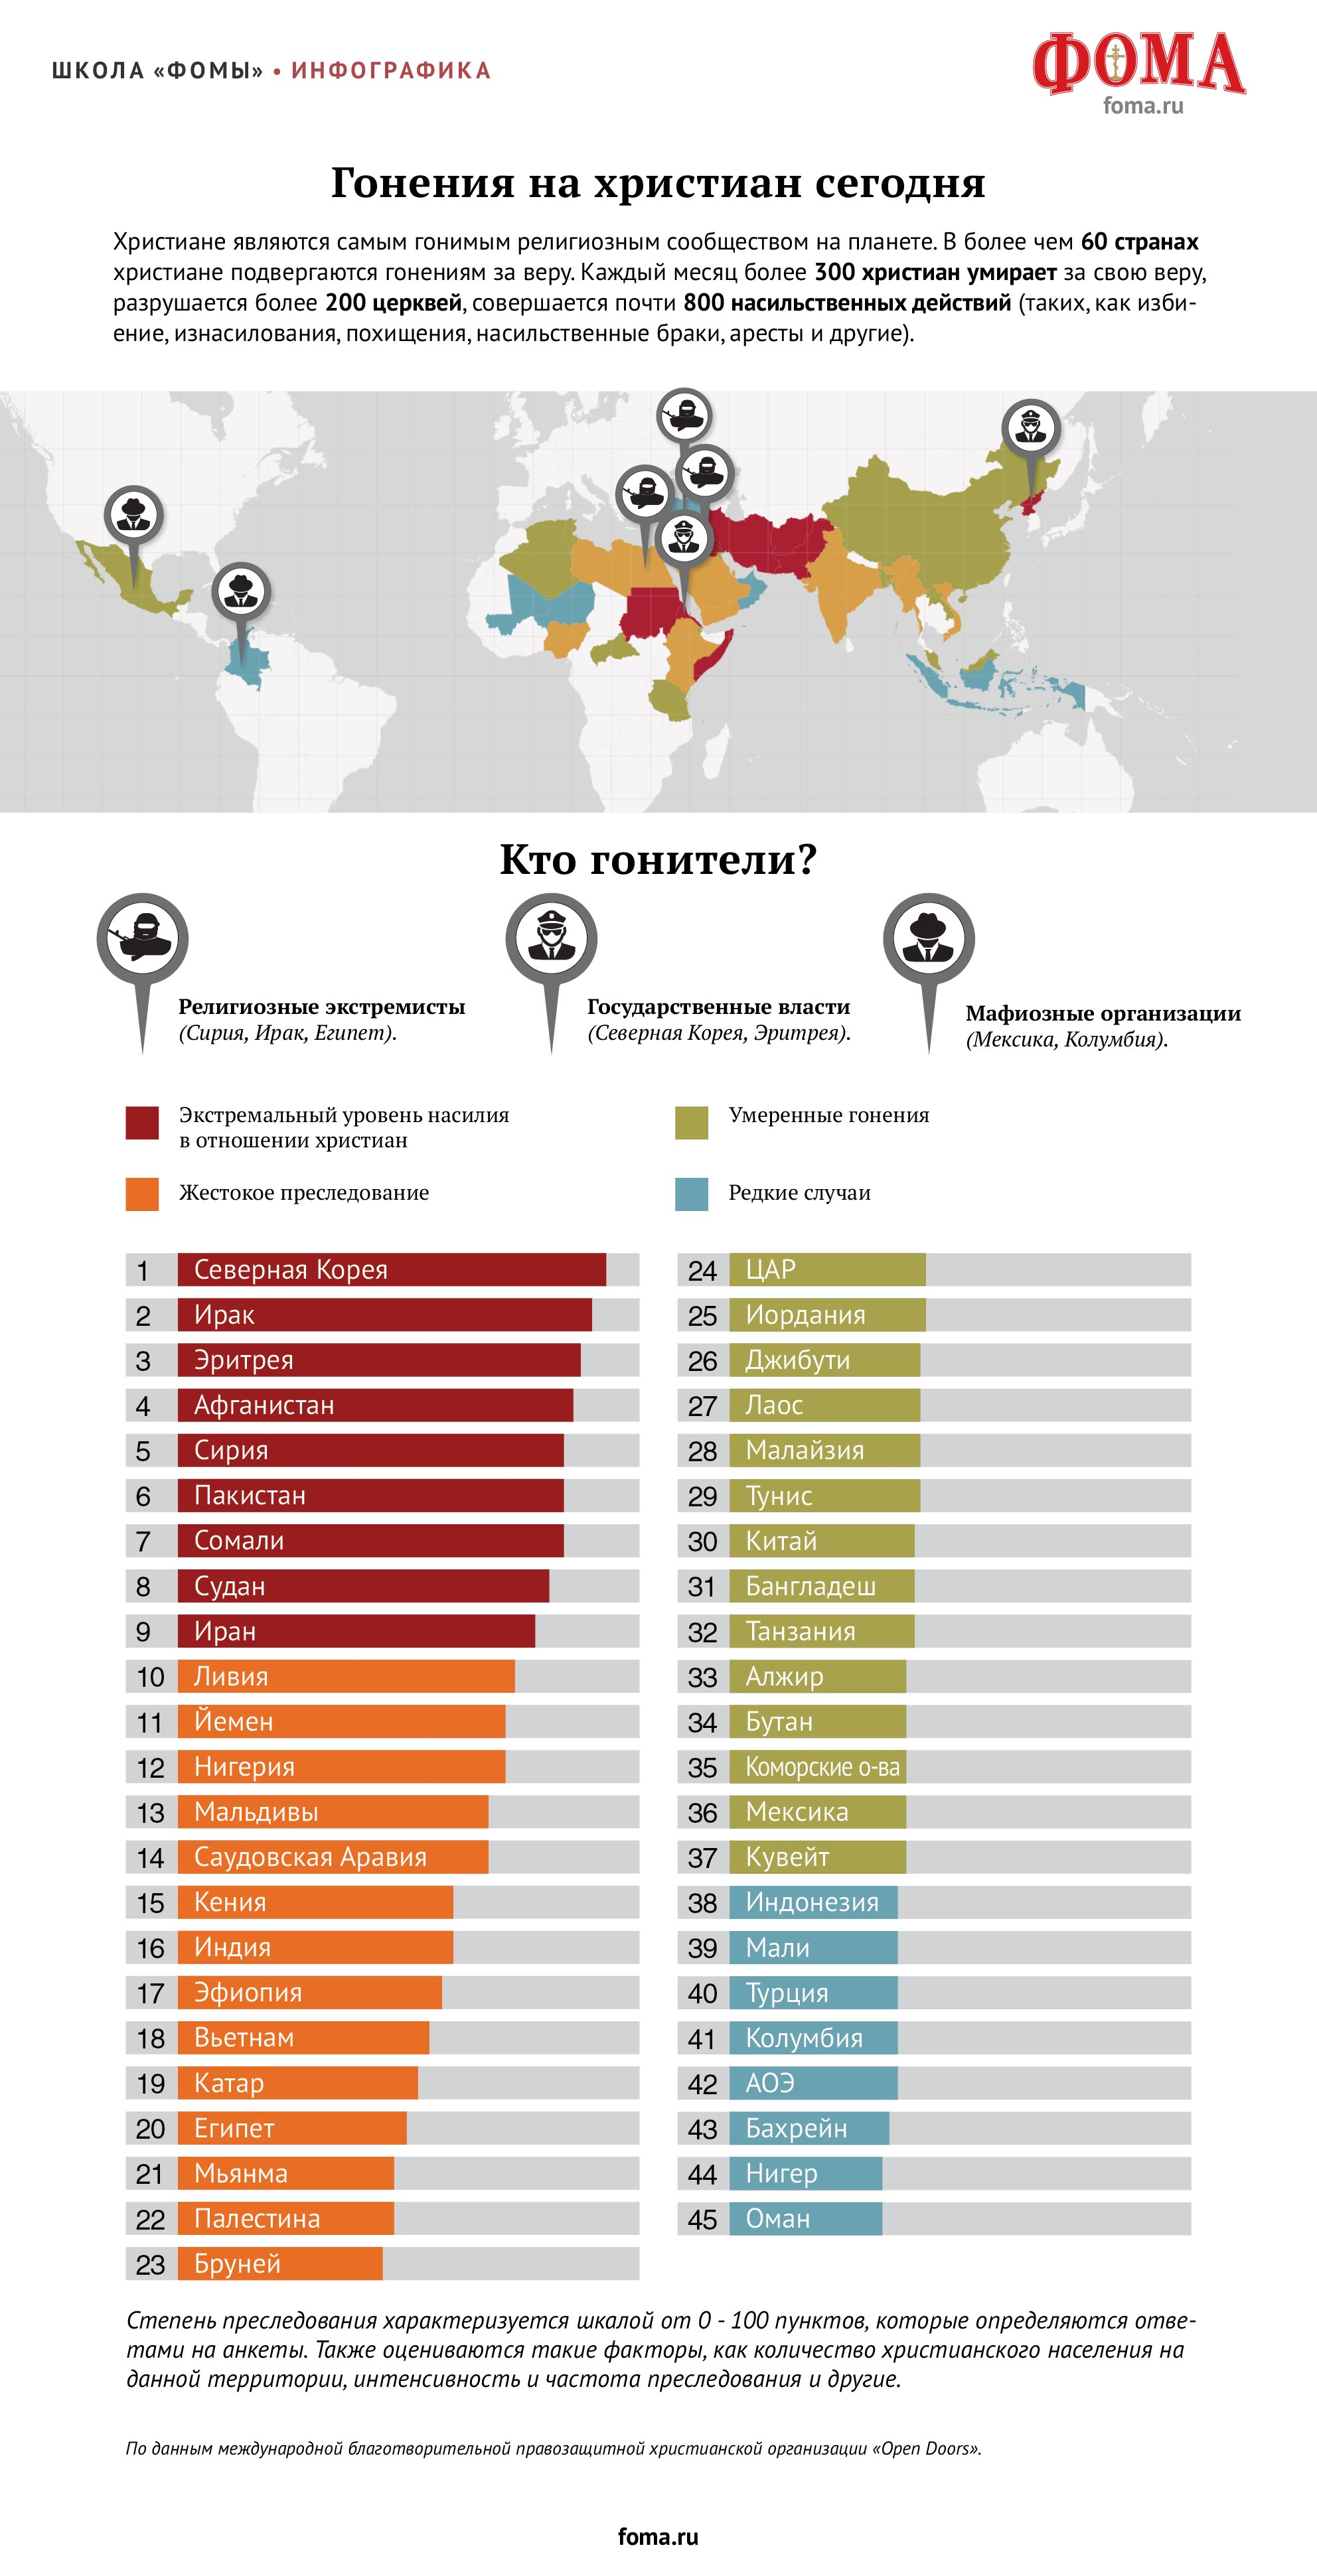 ШКОЛА «ФОМЫ» • ИНФОГРАФИКА
ФОМА
foma.ru
Гонения на христиан сегодня
Христиане являются самым гонимым религиозным сообществом на планете. В более чем 60 странах
христиане подвергаются гонениям за веру. Каждый месяц более 300 христиан умирает за свою веру,
разрушается более 200 церквей, совершается почти 800 насильственных действий (таких, как изби-
ение, изнасилования, похищения, насильственные браки, аресты и другие).
Кто гонители?
Религиозные экстремисты
(Сирия, Ирак, Египет).
Государственные власти
(Северная Корея, Эритрея).
Мафиозные организации
(Мексика, Колумбия).
Экстремальный уровень насилия
в отношении христиан
Жестокое преследование
Умеренные гонения
Редкие случаи
1 Северная Корея
2 Ирак
3 Эритрея
4 Афганистан
5 Сирия
6 Пакистан
7 Сомали
8 Судан
9 Иран
10 Ливия
11 Йемен
12 Нигерия
13 Мальдивы
14 Саудовская Аравия
15 Кения
16 Индия
17 Эфиопия
18 Вьетнам
19 Катар
20 Египет
21 Мьянма
22 Палестина
23 Бруней
24 ЦАР
25 Иордания
26 Джибути
27 Лаос
28 Малайзия
29 Тунис
30 Китай
31 Бангладеш
32 Танзания
33 Алжир
34 Бутан
35 Коморские о-ва
36 Мексика
37 Кувейт
38 Индонезия
39 Мали
40 Турция
41 Колумбия
42 АОЭ
43 Бахрейн
44 Нигер
45 Оман
Степень преследования характеризуется шкалой от 0 - 100 пунктов, которые определяются отве-
тами на анкеты. Также оцениваются такие факторы, как количество христианского населения на
данной территории, интенсивность и частота преследования и другие.
По данным международной благотворительной правозащитной христианской организации «Open Doors».
foma.ru